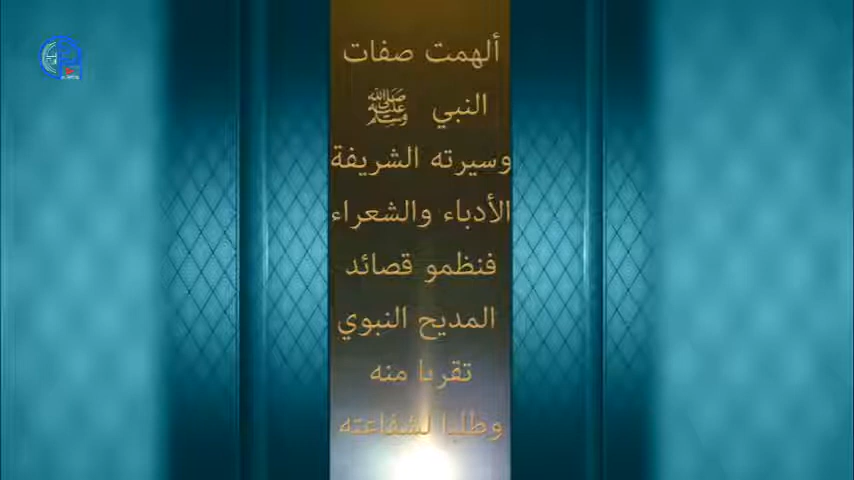 ألهمت صفات
النبي ﷺ
وسيرته الشريفة
الأدباء والشعراء
فنظمو قصائد
المديح النبوي
تقربا منه
وطلبا لشفاعته